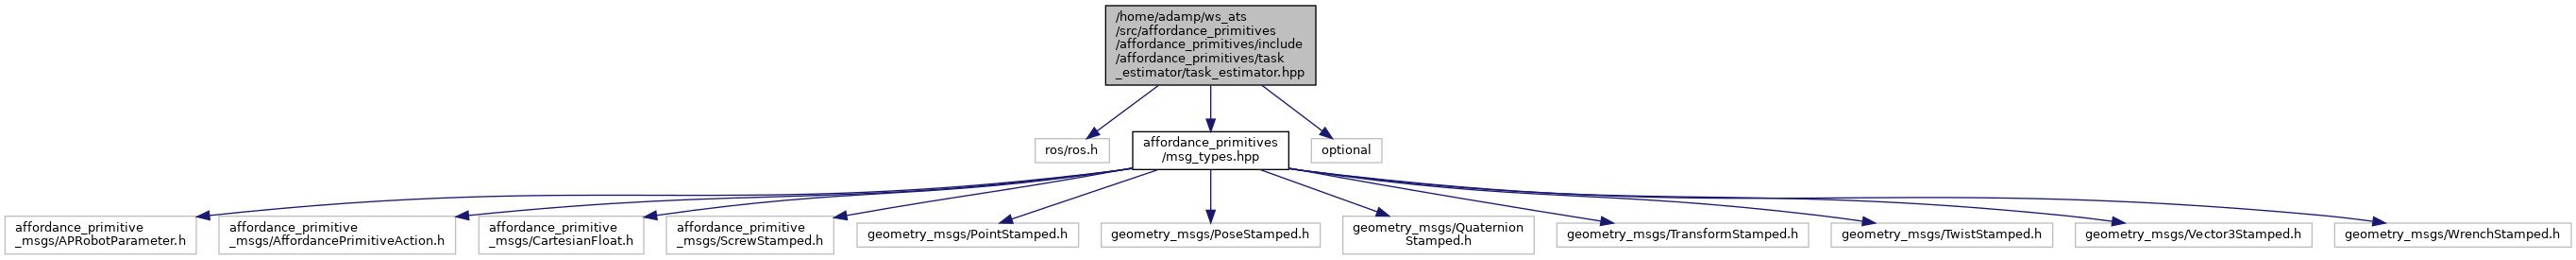 /home/adamp/ws_ats
/src/affordance_primitives
/affordance_primitives/include
/affordance_primitives/task
_estimator/task_estimator.hpp
ros/ros.h
affordance_primitives
/msg_types.hpp
optional
affordance_primitive
_msgs/APRobotParameter.h
affordance_primitive
_msgs/AffordancePrimitiveAction.h
affordance_primitive
_msgs/CartesianFloat.h
affordance_primitive
_msgs/ScrewStamped.h
geometry_msgs/PointStamped.h
geometry_msgs/PoseStamped.h
geometry_msgs/Quaternion
Stamped.h
geometry_msgs/TransformStamped.h
geometry_msgs/TwistStamped.h
geometry_msgs/Vector3Stamped.h
geometry_msgs/WrenchStamped.h